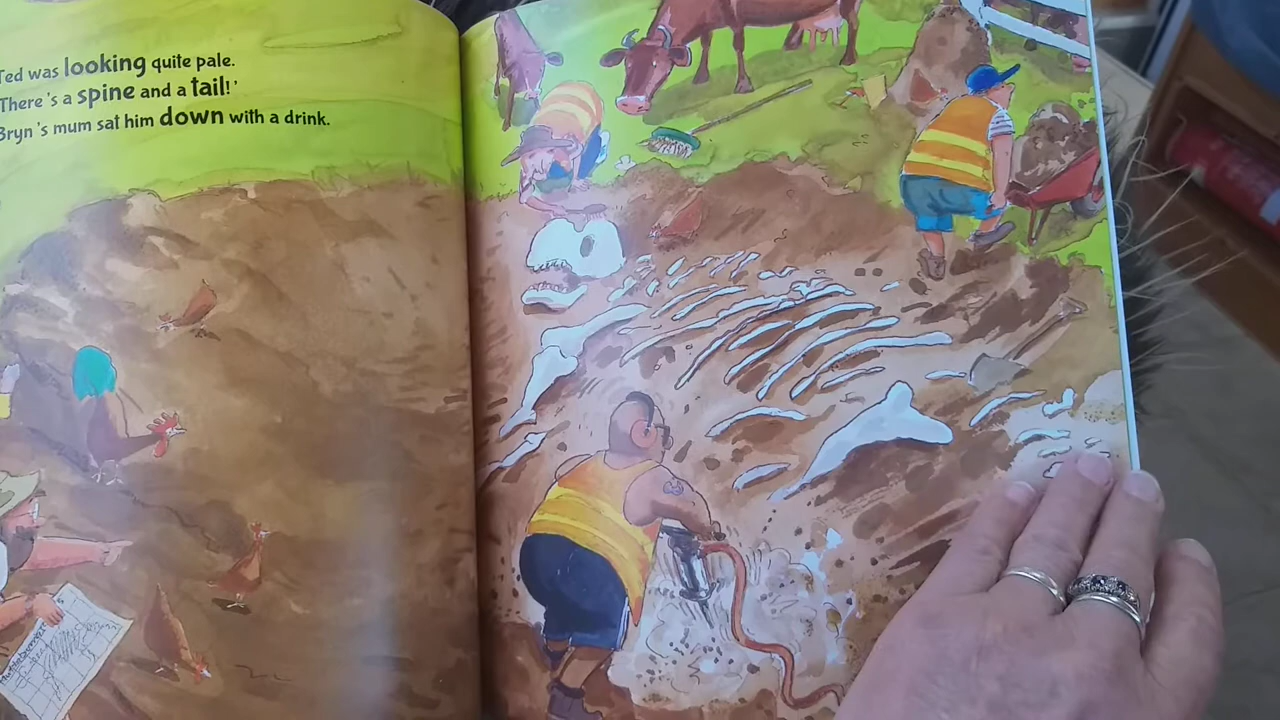 Ted was looking quite pale.
There's a spine and a tail!'
Bryn's mum sat him down with a drink.